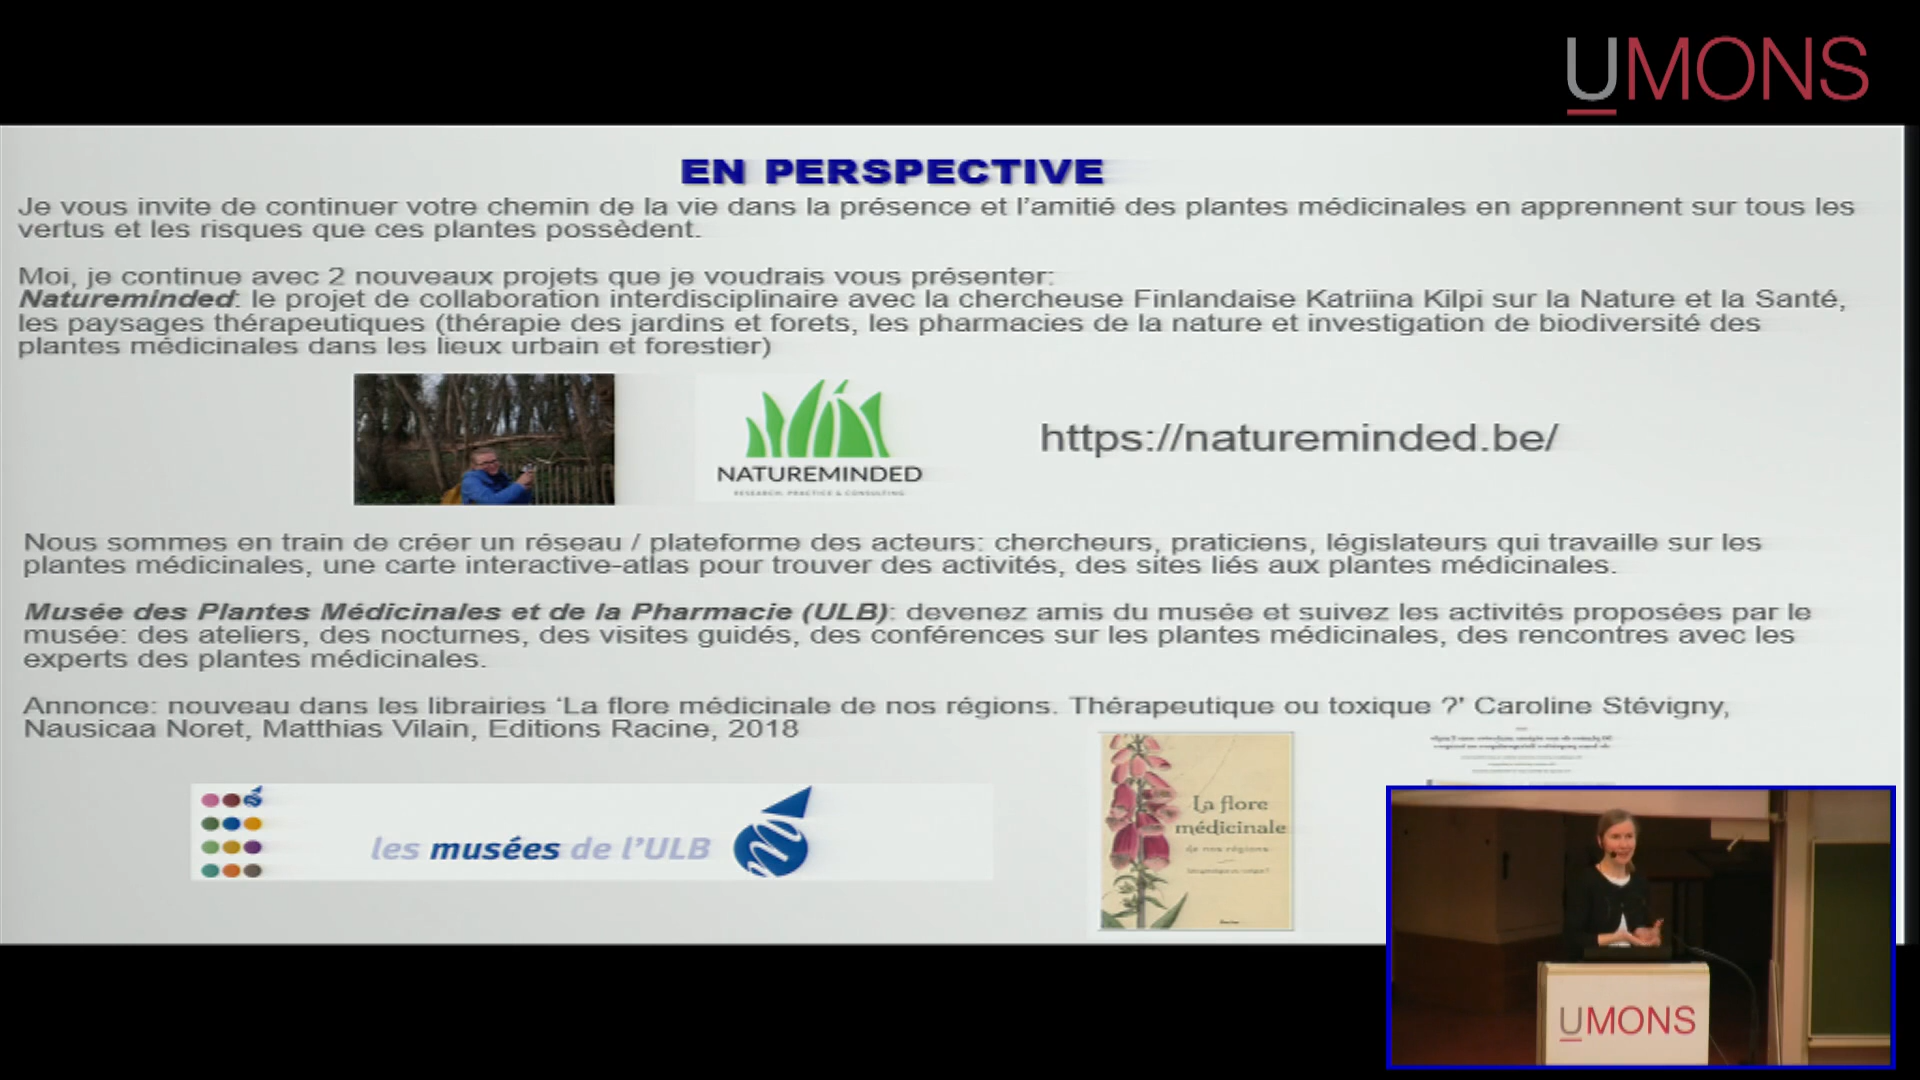 UMONS
EN PERSPECTIVE
Je vous invite de continuer votre chemin de la vie dans la présence et l’amitié des plantes médicinales en apprennent sur tous les
vertus et les risques que ces plantes possèdent.
Moi, je continue avec 2 nouveaux projets que je voudrais vous présenter:
Natureminded: le projet de collaboration interdisciplinaire avec la chercheuse Finlandaise Katriina Kilpi sur la Nature et la Santé,
les paysages thérapeutiques (thérapie des jardins et forets, les pharmacies de la nature et investigation de biodiversité des
plantes médicinales dans les lieux urbain et forestier)
NATUREMINDED
RESEARCH, PRACTICE & CONSULTING
https://natureminded.be/
Nous sommes en train de créer un réseau / plateforme des acteurs: chercheurs, praticiens, législateurs qui travaille sur les
plantes médicinales, une carte interactive-atlas pour trouver des activités, des sites liés aux plantes médicinales.
Musée des Plantes Médicinales et de la Pharmacie (ULB): devenez amis du musée et suivez les activités proposées par le
musée: des ateliers, des nocturnes, des visites guidés, des conférences sur les plantes médicinales, des rencontres avec les
experts des plantes médicinales.
Annonce: nouveau dans les librairies ‘La flore médicinale de nos régions. Thérapeutique ou toxique ?' Caroline Stévigny,
Nausicaa Noret, Matthias Vilain, Editions Racine, 2018
les musées de l’ULB
La flore
médicinale
de nos régions
UMONS